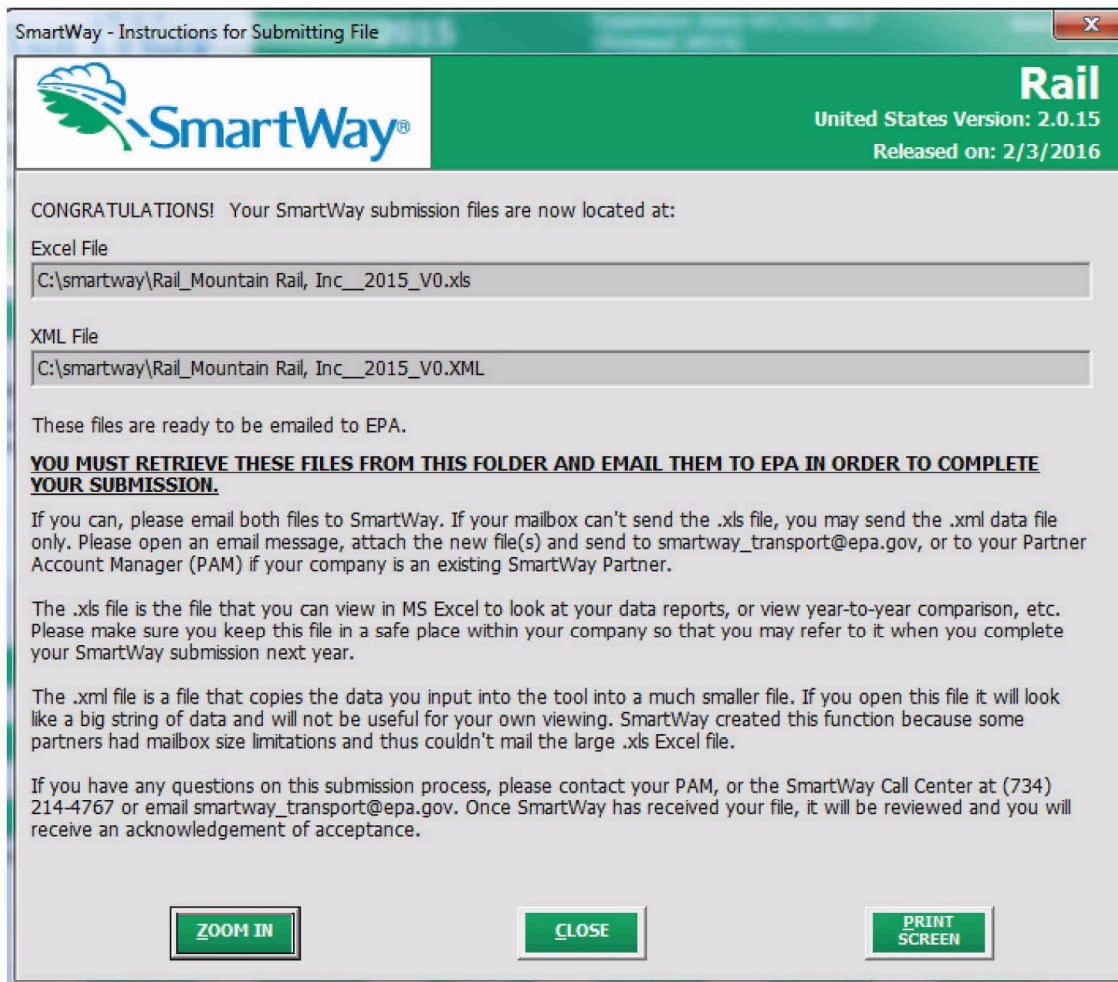 SmartWay - Instructions for Submitting File
SmartWay®
Rail
United States Version: 2.0.15
Released on: 2/3/2016
CONGRATULATIONS!  Your SmartWay submission files are now located at:
Excel File
C:\smartway\Rail_Mountain Rail, Inc__2015_V0.xls
XML File
C:\smartway\Rail_Mountain Rail, Inc__2015_V0.XML
These files are ready to be emailed to EPA.
YOU MUST RETRIEVE THESE FILES FROM THIS FOLDER AND EMAIL THEM TO EPA IN ORDER TO COMPLETE
YOUR SUBMISSION.
If you can, please email both files to SmartWay. If your mailbox can't send the .xls file, you may send the .xml data file
only. Please open an email message, attach the new file(s) and send to smartway_transport@epa.gov, or to your Partner
Account Manager (PAM) if your company is an existing SmartWay Partner.
The .xls file is the file that you can view in MS Excel to look at your data reports, or view year-to-year comparison, etc.
Please make sure you keep this file in a safe place within your company so that you may refer to it when you complete
your SmartWay submission next year.
The .xml file is a file that copies the data you input into the tool into a much smaller file. If you open this file it will look
like a big string of data and will not be useful for your own viewing. SmartWay created this function because some
partners had mailbox size limitations and thus couldn't mail the large .xls Excel file.
If you have any questions on this submission process, please contact your PAM, or the SmartWay Call Center at (734)
214-4767 or email smartway_transport@epa.gov. Once SmartWay has received your file, it will be reviewed and you will
receive an acknowledgement of acceptance.
ZOOM IN
CLOSE
PRINT
SCREEN